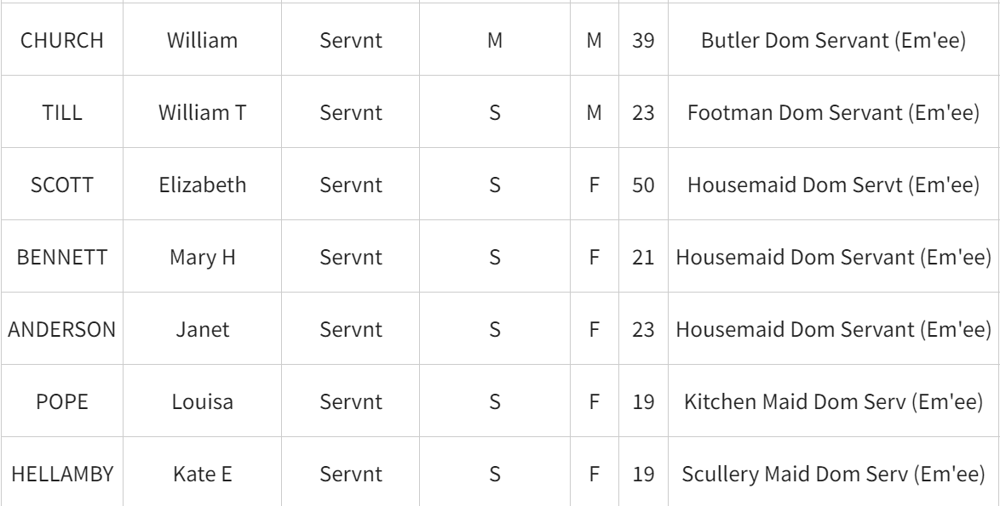 CHURCH William Servnt M M 39 Butler Dom Servant (Em'ee)
TILL William T Servnt S M 23 Footman Dom Servant (Em'ee)
SCOTT Elizabeth Servnt S F 50 Housemaid Dom Servt (Em'ee)
BENNETT Mary H Servnt S F 21 Housemaid Dom Servant (Em'ee)
ANDERSON Janet Servnt S F 23 Housemaid Dom Servant (Em'ee)
POPE Louisa Servnt S F 19 Kitchen Maid Dom Serv (Em'ee)
HELLAMBY Kate E Servnt S F 19 Scullery Maid Dom Serv (Em'ee)